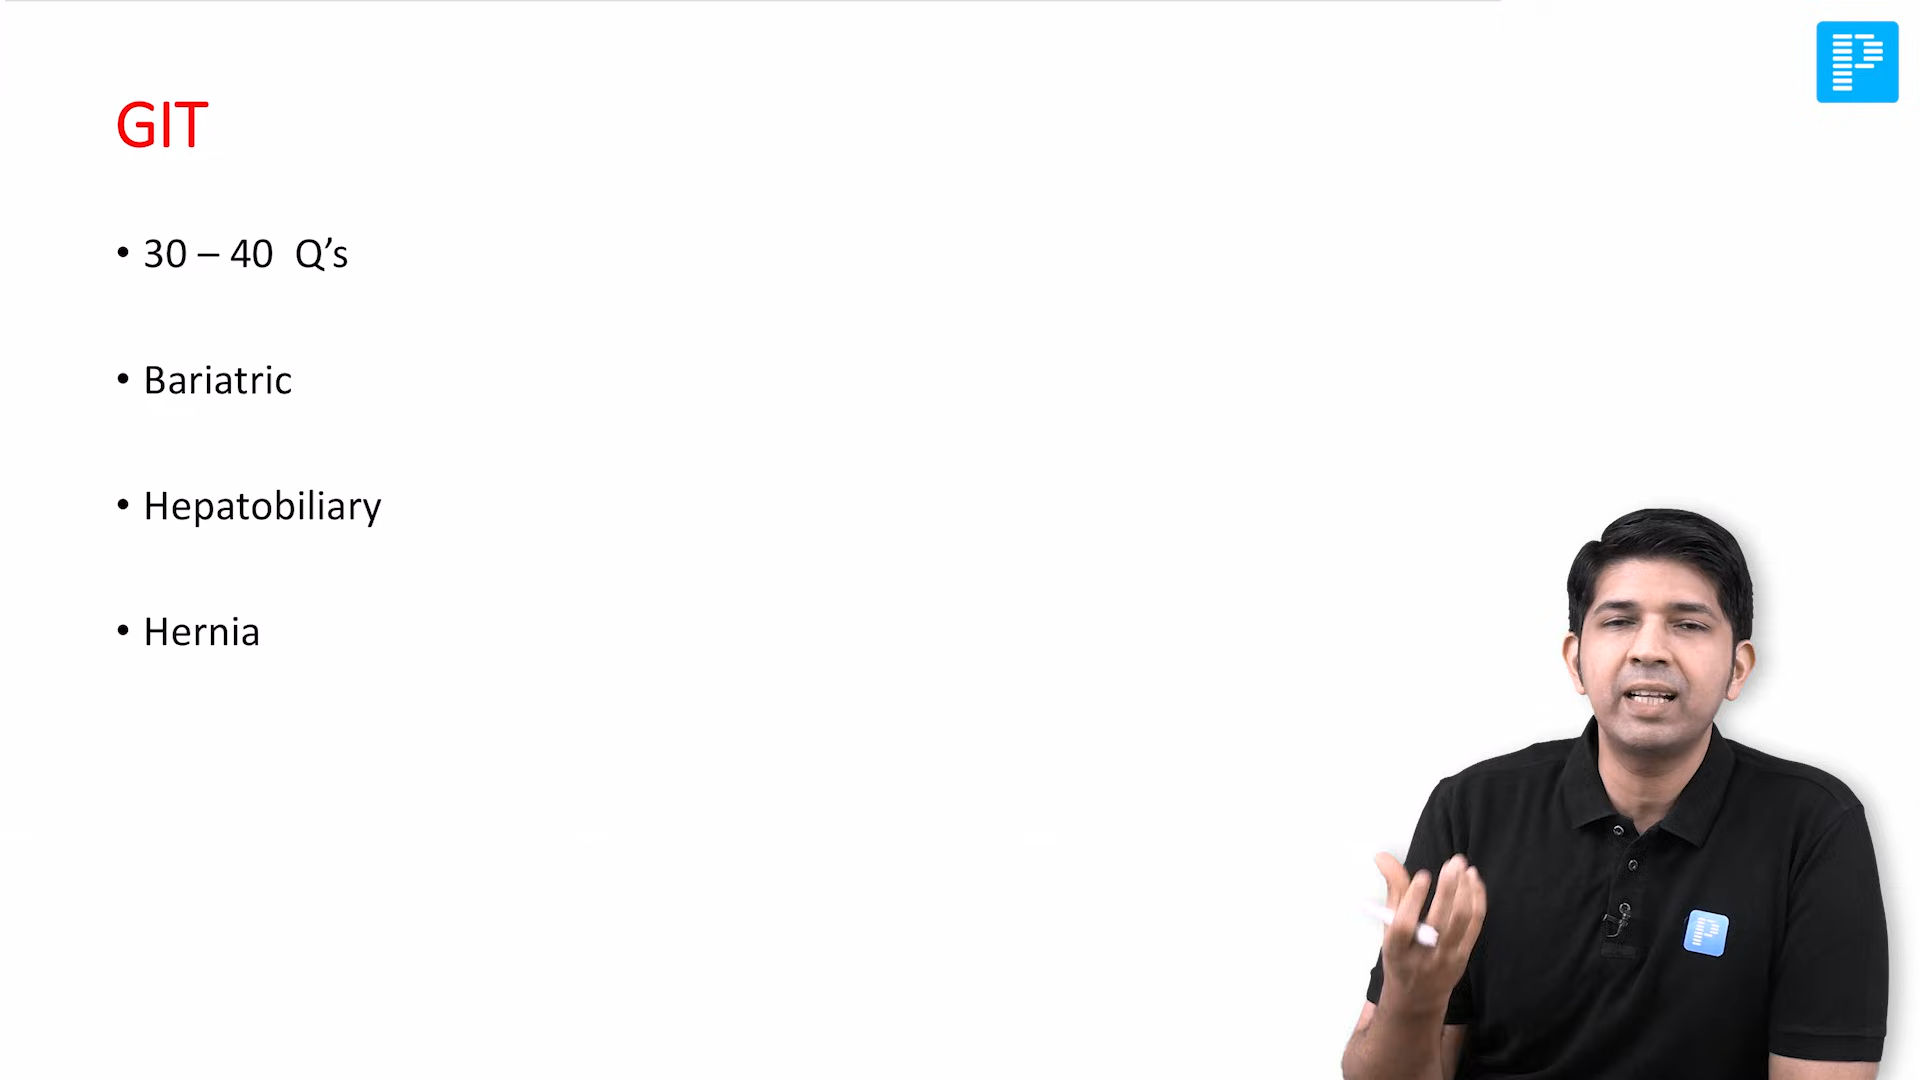 GIT
• 30 – 40 Q’s
• Bariatric
• Hepatobiliary
• Hernia